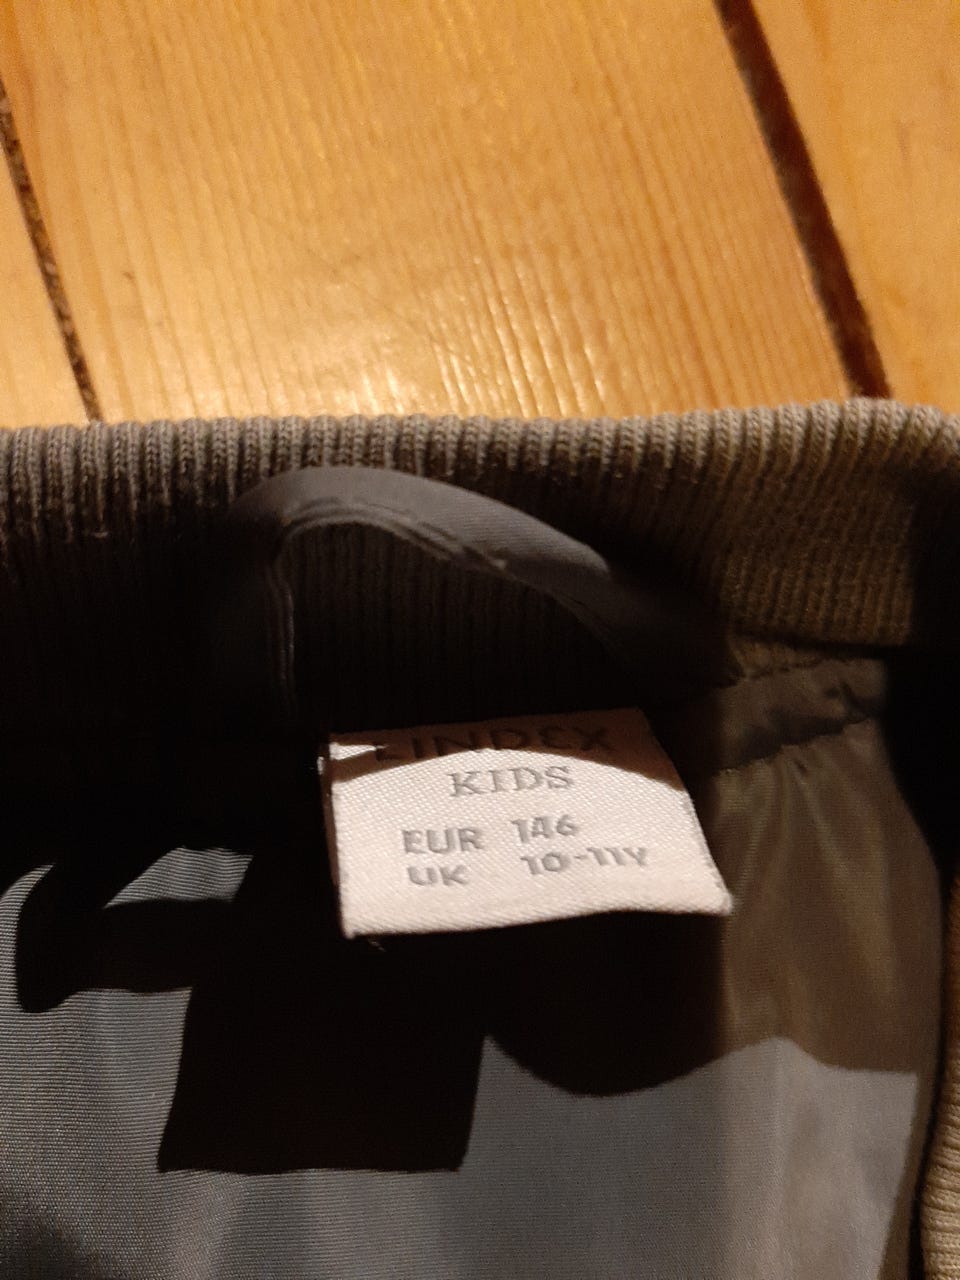 LINDEX
KIDS
EUR 146
UK 10-11Y